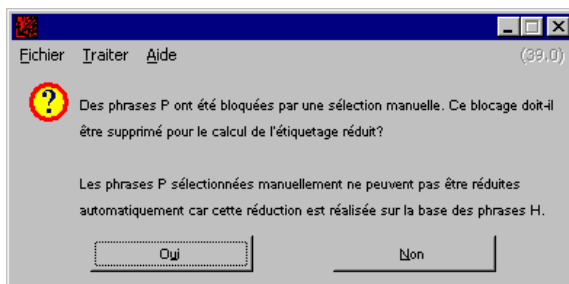 Fichier Traiter Aide (39.0)
Des phrases P ont été bloquées par une sélection manuelle. Ce blocage doit-il
être supprimé pour le calcul de l'étiquetage réduit?
Les phrases P sélectionnées manuellement ne peuvent pas être réduites
automatiquement car cette réduction est réalisée sur la base des phrases H.
Oui Non